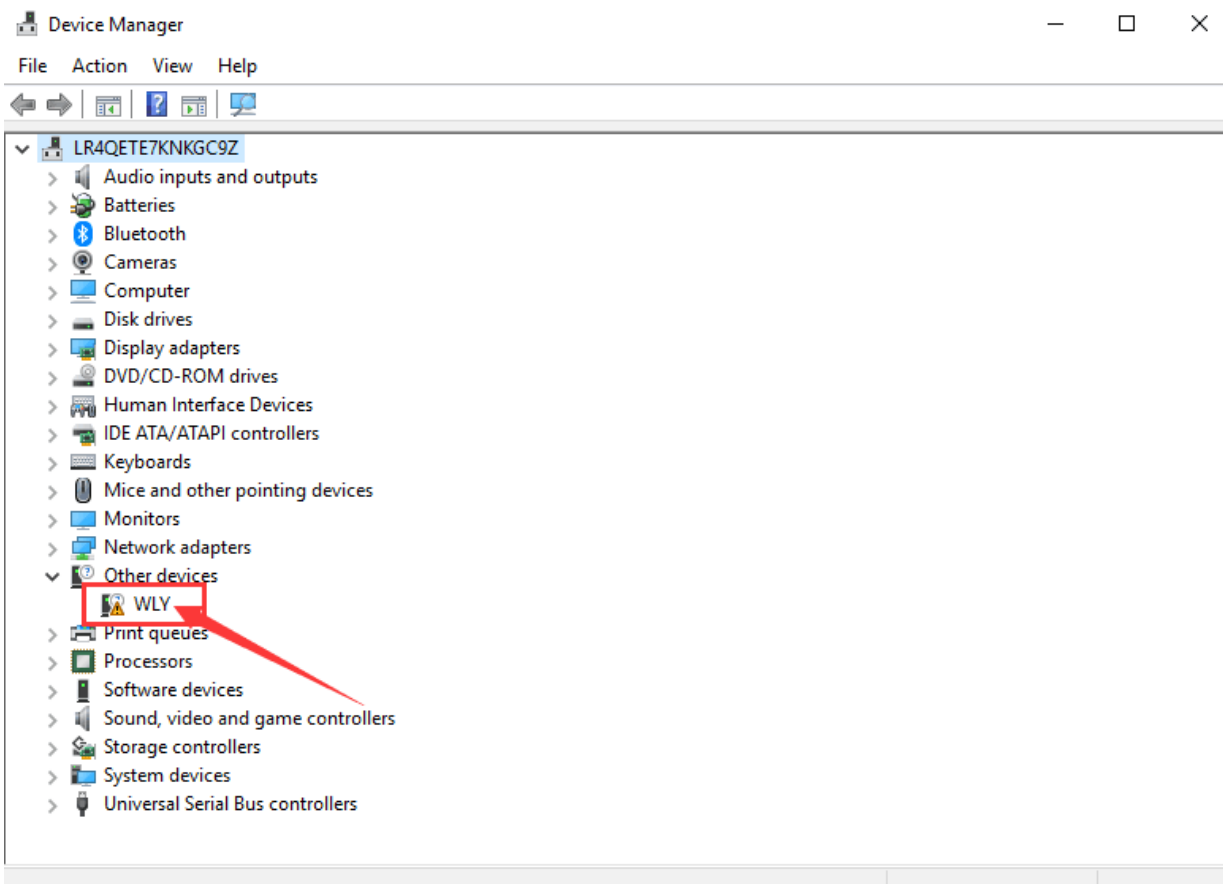 Device Manager
File Action View Help
LR4QETE7KNKGC9Z
Audio inputs and outputs
Batteries
Bluetooth
Cameras
Computer
Disk drives
Display adapters
DVD/CD-ROM drives
Human Interface Devices
IDE ATA/ATAPI controllers
Keyboards
Mice and other pointing devices
Monitors
Network adapters
Other devices
WLY
Print queues
Processors
Software devices
Sound, video and game controllers
Storage controllers
System devices
Universal Serial Bus controllers